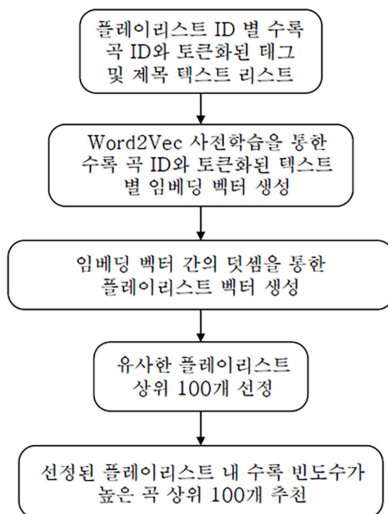 플레이리스트 ID 별 수록
곡 ID와 토큰화된 태그
및 제목 텍스트 리스트
Word2Vec 사전학습을 통한
수록 곡 ID와 토큰화된 텍스트
별 임베딩 벡터 생성
임베딩 벡터 간의 덧셈을 통한
플레이리스트 벡터 생성
유사한 플레이리스트
상위 100개 선정
선정된 플레이리스트 내 수록 빈도수가
높은 곡 상위 100개 추천